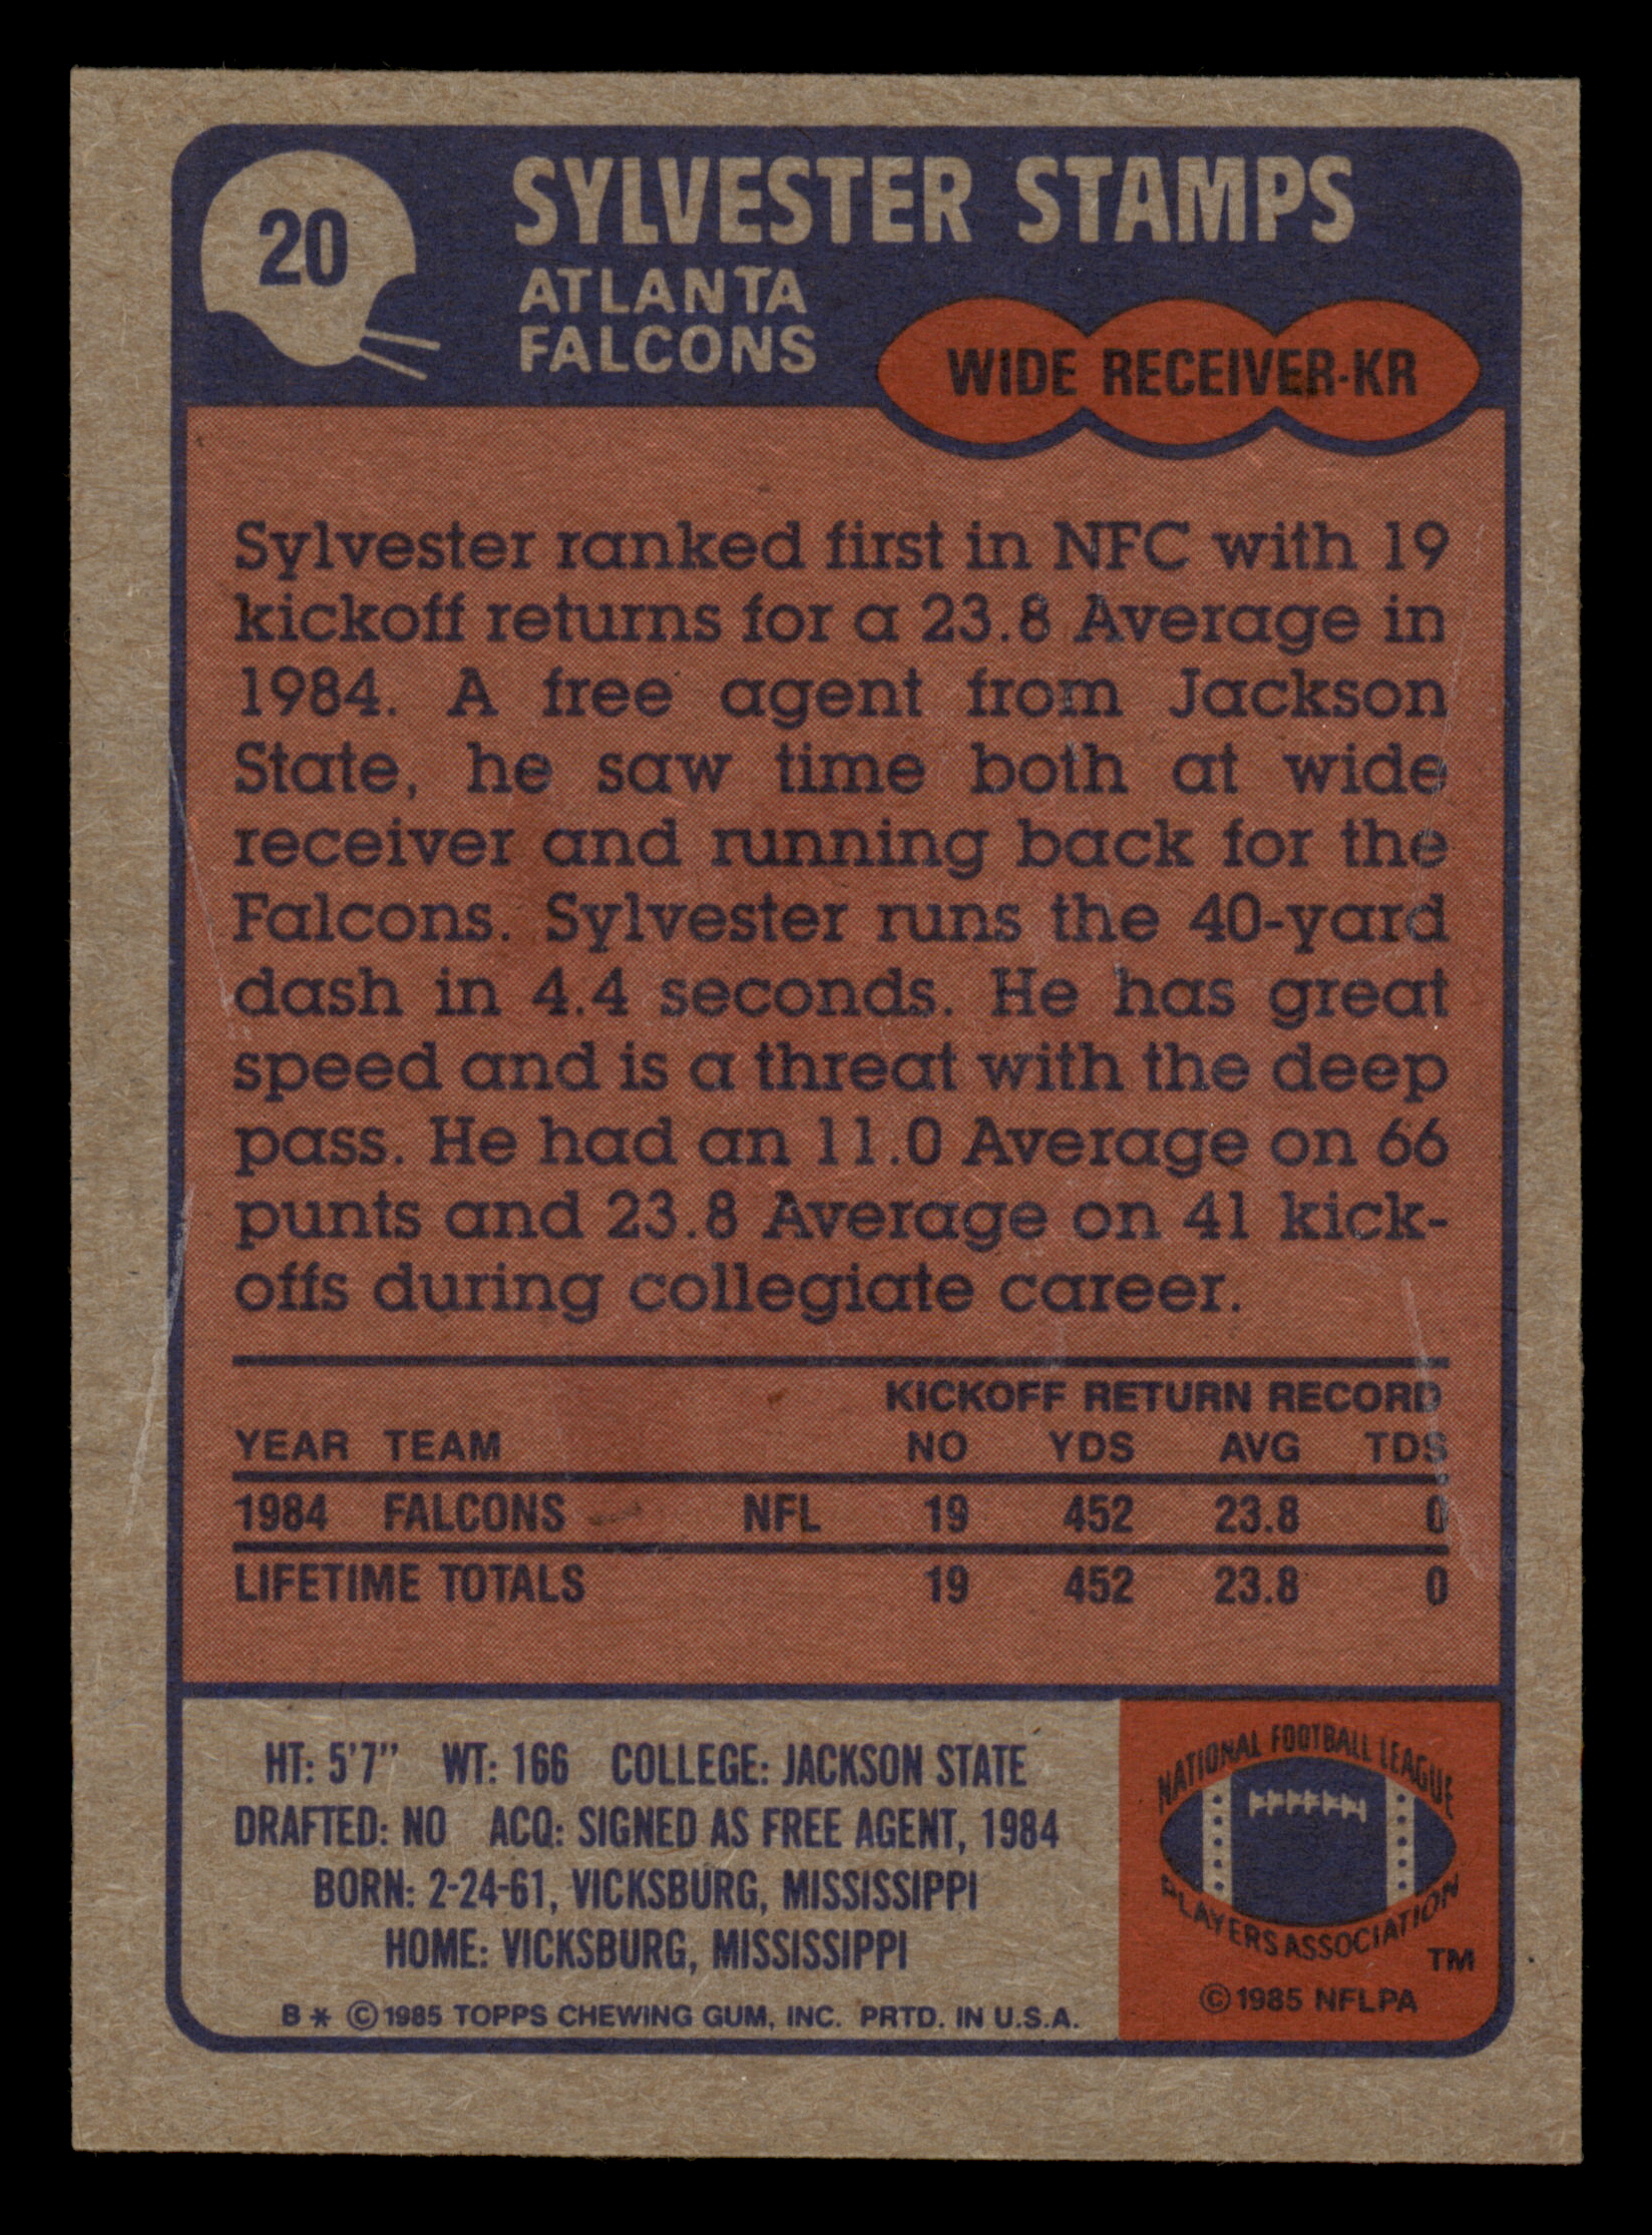 20
SYLVESTER STAMPS
ATLANTA
FALCONS
WIDE RECEIVER-KR
Sylvester ranked first in NFC with 19
kickoff returns for a 23.8 Average in
1984. A free agent from Jackson
State, he saw time both at wide
receiver and running back for the
Falcons. Sylvester runs the 40-yard
dash in 4.4 seconds. He has great
speed and is a threat with the deep
pass. He had an 11.0 Average on 66
punts and 23.8 Average on 41 kick-
offs during collegiate career.
KICKOFF RETURN RECORD
YEAR TEAM NO YDS AVG TDS
1984 FALCONS NFL 19 452 23.8 0
LIFETIME TOTALS 19 452 23.8 0
HT: 5'7" WT: 166 COLLEGE: JACKSON STATE
DRAFTED: NO ACQ: SIGNED AS FREE AGENT, 1984
BORN: 2-24-61, VICKSBURG, MISSISSIPPI
HOME: VICKSBURG, MISSISSIPPI
B * © 1985 TOPPS CHEWING GUM, INC. PRTD. IN U.S.A.
NATIONAL FOOTBALL LEAGUE
PLAYERS ASSOCIATION
TM
© 1985 NFLPA